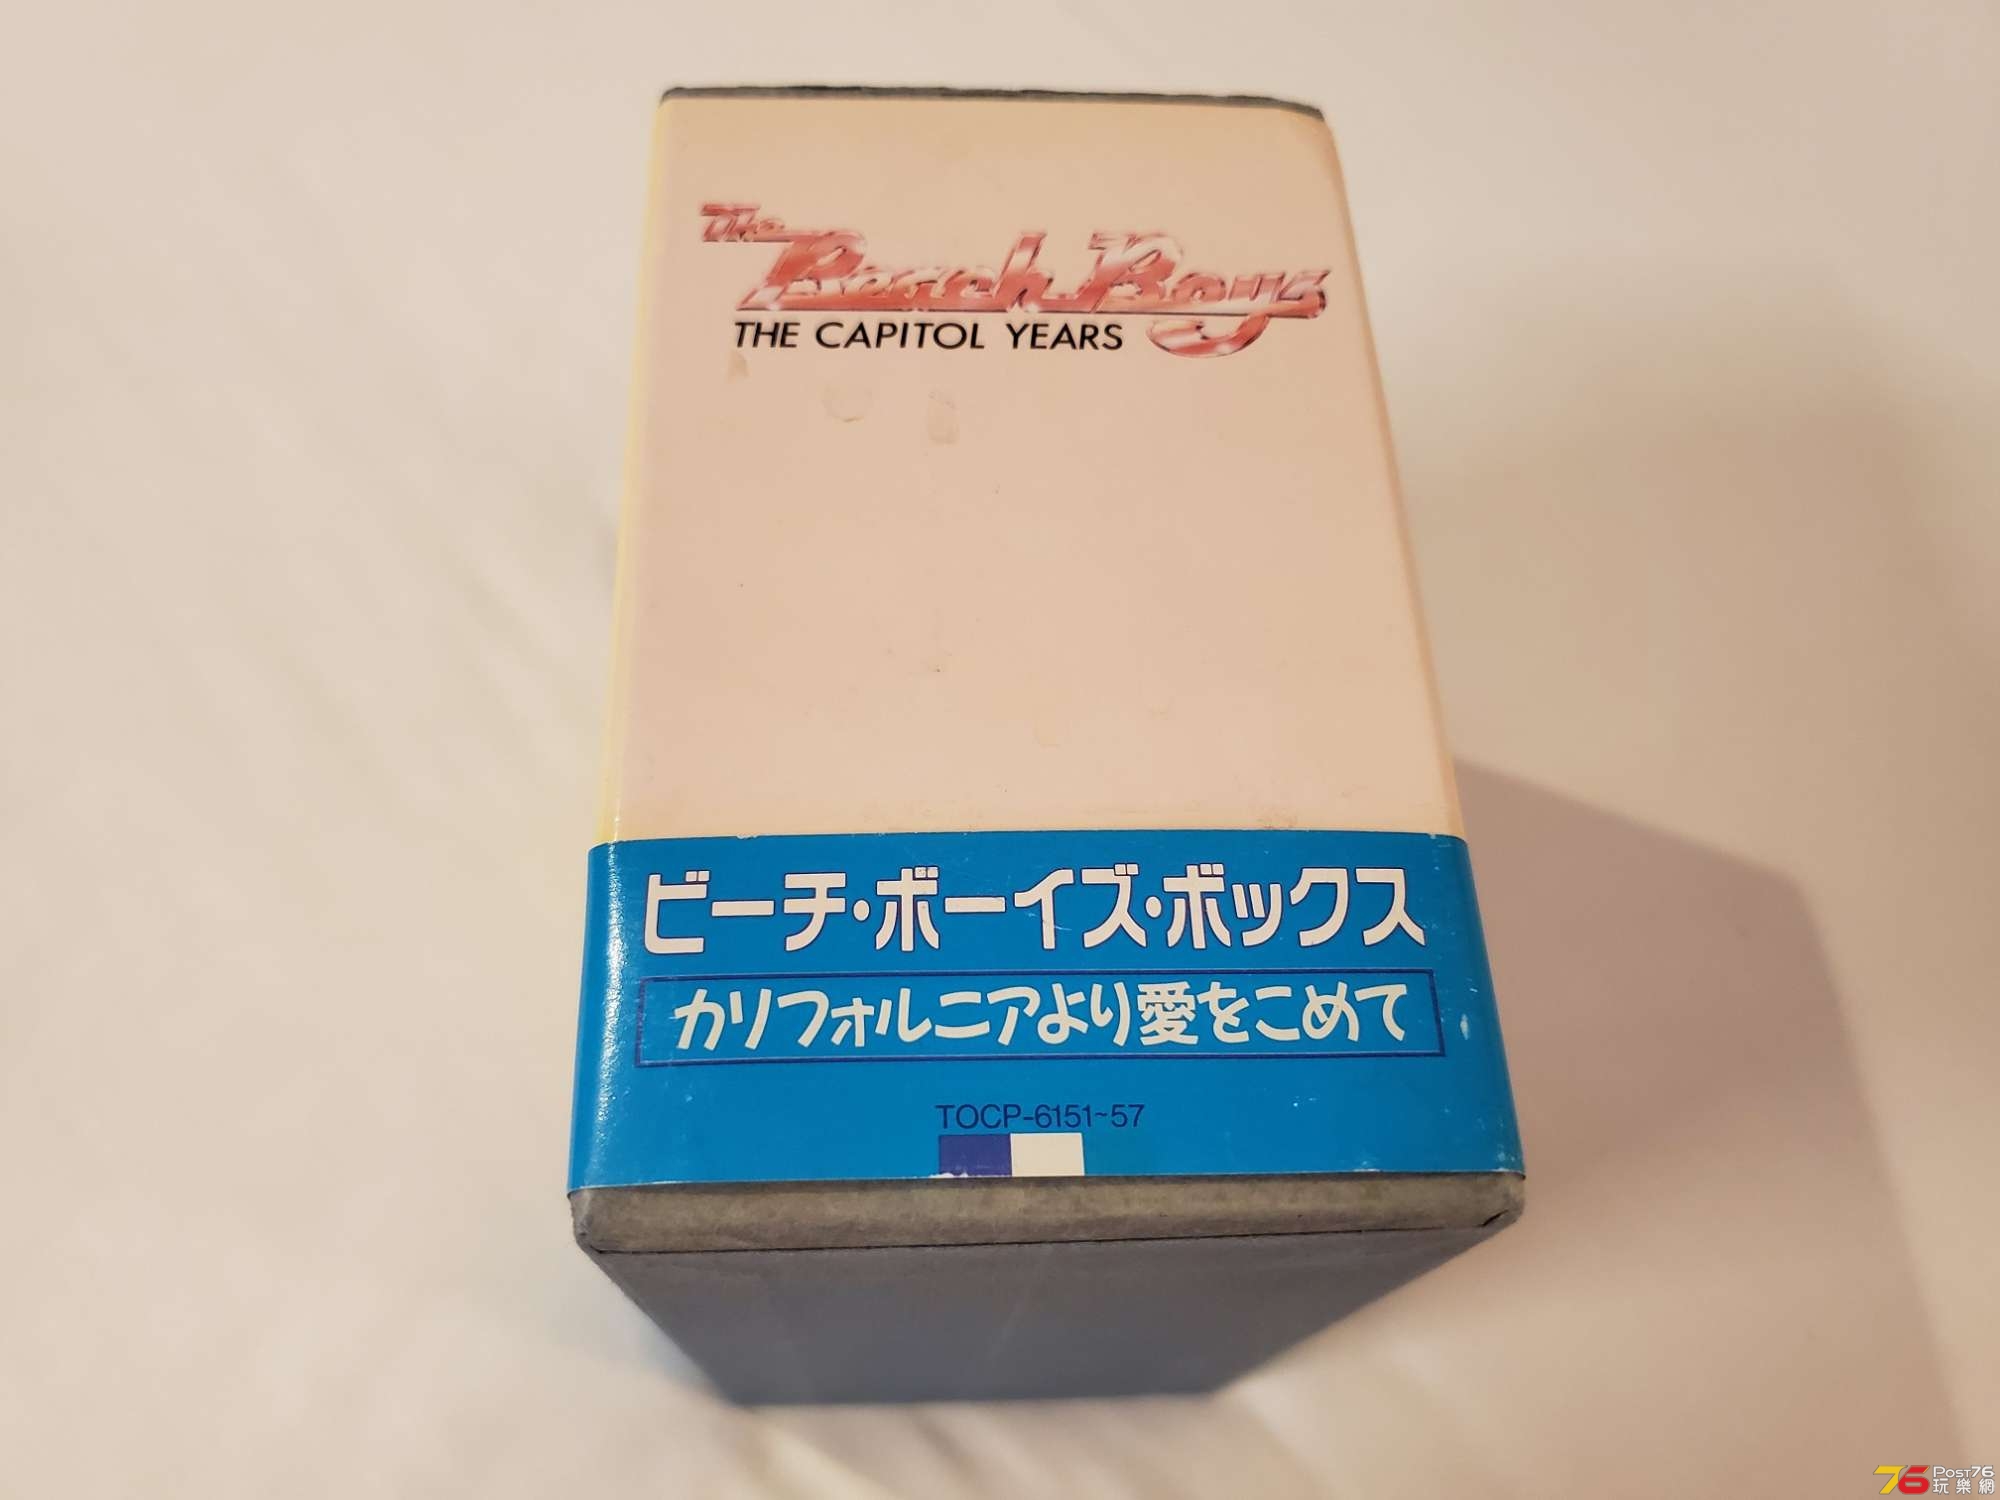 The Beach Boys
THE CAPITOL YEARS
ビーチ・ボーイズ・ボックス
カリフォルニアより愛をこめて
TOCP-6151~57
76 POST76
玩樂網